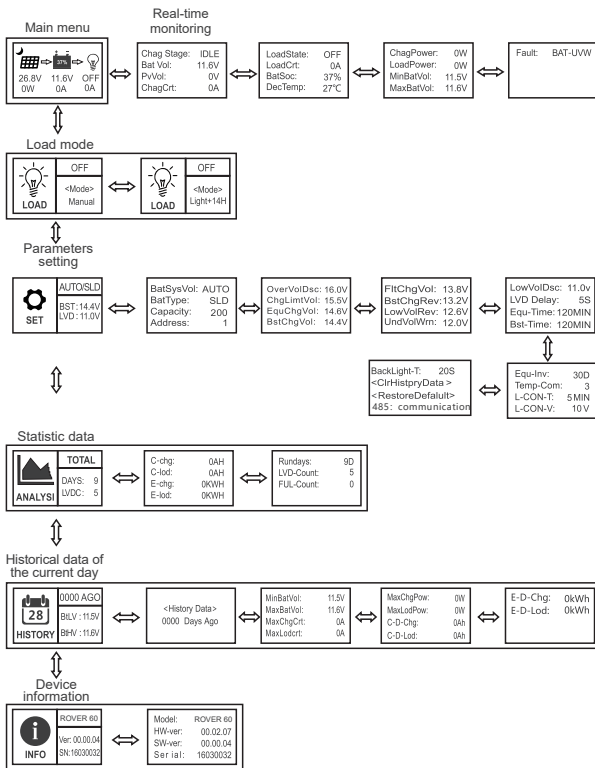 Main menu
Real-time
monitoring
37%
26.8V 11.6V OFF
0W 0A 0A
Chag Stage: IDLE
Bat Vol: 11.6V
PvVol: 0V
ChagCrt: 0A
LoadState: OFF
LoadCrt: 0A
BatSoc: 37%
DecTemp: 27℃
ChagPower: 0W
LoadPower: 0W
MinBatVol: 11.5V
MaxBatVol: 11.6V
Fault: BAT-UVW
Load mode
LOAD
OFF
<Mode>
Manual
LOAD
OFF
<Mode>
Light+14H
Parameters
setting
SET
AUTO/SLD
BST:14.4V
LVD:11.0V
BatSysVol: AUTO
BatType: SLD
Capacity: 200
Address: 1
OverVolDsc: 16.0V
ChgLimtVol: 15.5V
EquChgVol: 14.6V
BstChgVol: 14.4V
FltChgVol: 13.8V
BstChgRev:13.2V
LowVolRev: 12.6V
UndVolWrn: 12.0V
LowVolDsc: 11.0v
LVD Delay: 5S
Equ-Time:120MIN
Bst-Time: 120MIN
BackLight-T: 20S
<ClrHistpryData >
<RestoreDefalult>
485: communication
Equ-Inv: 30D
Temp-Com: 3
L-CON-T: 5MIN
L-CON-V: 10V
Statistic data
ANALYSI
TOTAL
DAYS: 9
LVDC: 5
C-chg: 0AH
C-lod: 0AH
E-chg: 0KWH
E-lod: 0KWH
Rundays: 9D
LVD-Count: 5
FUL-Count: 0
Historical data of
the current day
28
HISTORY
0000 AGO
BtLV : 11.5V
BtHV : 11.6V
<History Data>
0000 Days Ago
MinBatVol: 11.5V
MaxBatVol: 11.6V
MaxChgCrt: 0A
MaxLodcrt: 0A
MaxChgPow: 0W
MaxLodPow: 0W
C-D-Chg: 0Ah
C-D-Lod: 0Ah
E-D-Chg: 0kWh
E-D-Lod: 0kWh
Device
information
i
INFO
ROVER 60
Ver: 00.00.04
SN:16030032
Model: ROVER 60
HW-ver: 00.02.07
SW-ver: 00.00.04
Serial: 16030032